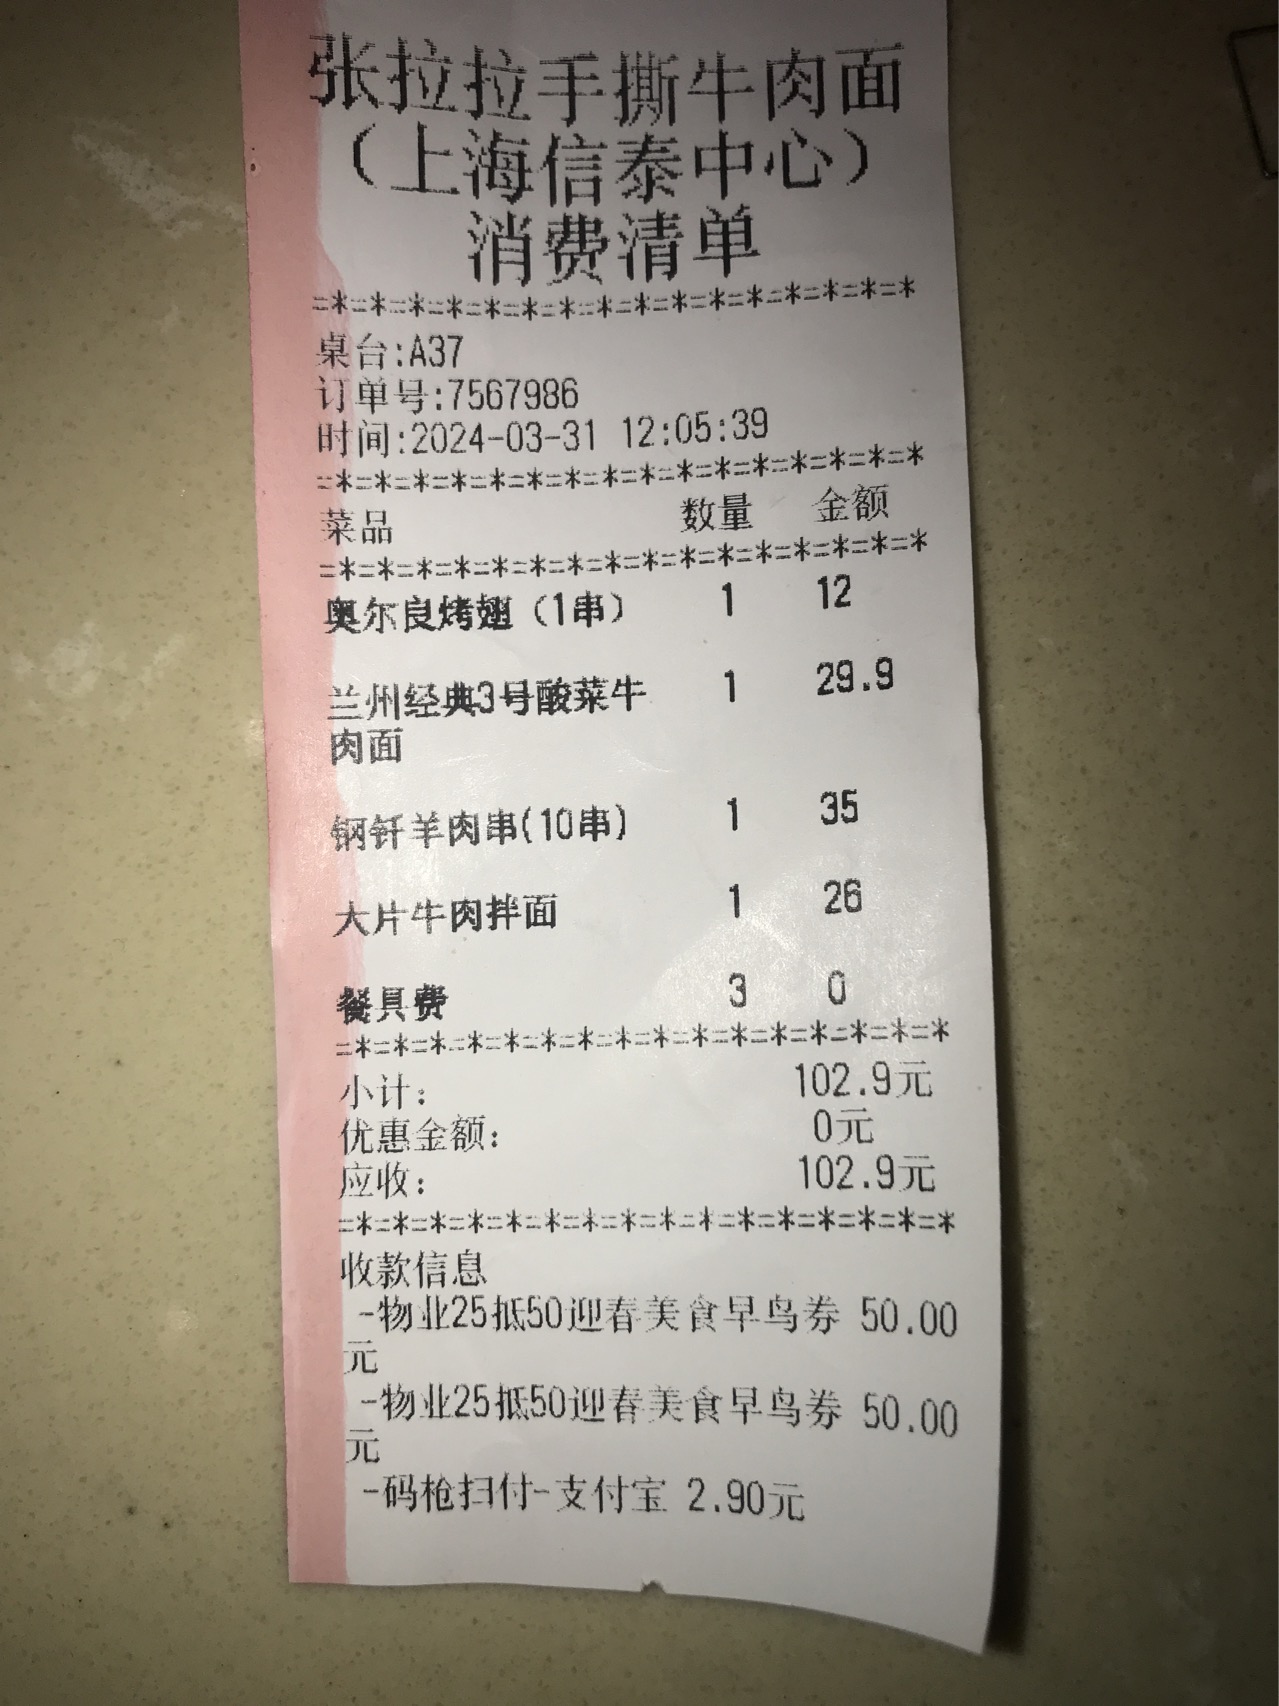 张拉拉手撕牛肉面
（上海信泰中心）
消费清单
=*=*=*=*=*=*=*=*=*=*=*=*=*=*=*=*
桌台:A37
订单号:7567986
时间:2024-03-31 12:05:39
=*=*=*=*=*=*=*=*=*=*=*=*=*=*=*=*
菜品 数量 金额
=*=*=*=*=*=*=*=*=*=*=*=*=*=*=*=*
奥尔良烤翅（1串） 1 12
兰州经典3号酸菜牛 1 29.9
肉面
钢钎羊肉串(10串) 1 35
大片牛肉拌面 1 26
餐具费 3 0
=*=*=*=*=*=*=*=*=*=*=*=*=*=*=*=*
小计： 102.9元
优惠金额： 0元
应收： 102.9元
=*=*=*=*=*=*=*=*=*=*=*=*=*=*=*=*
收款信息
-物业25抵50迎春美食早鸟券 50.00
元
-物业25抵50迎春美食早鸟券 50.00
元
-码枪扫付-支付宝 2.90元